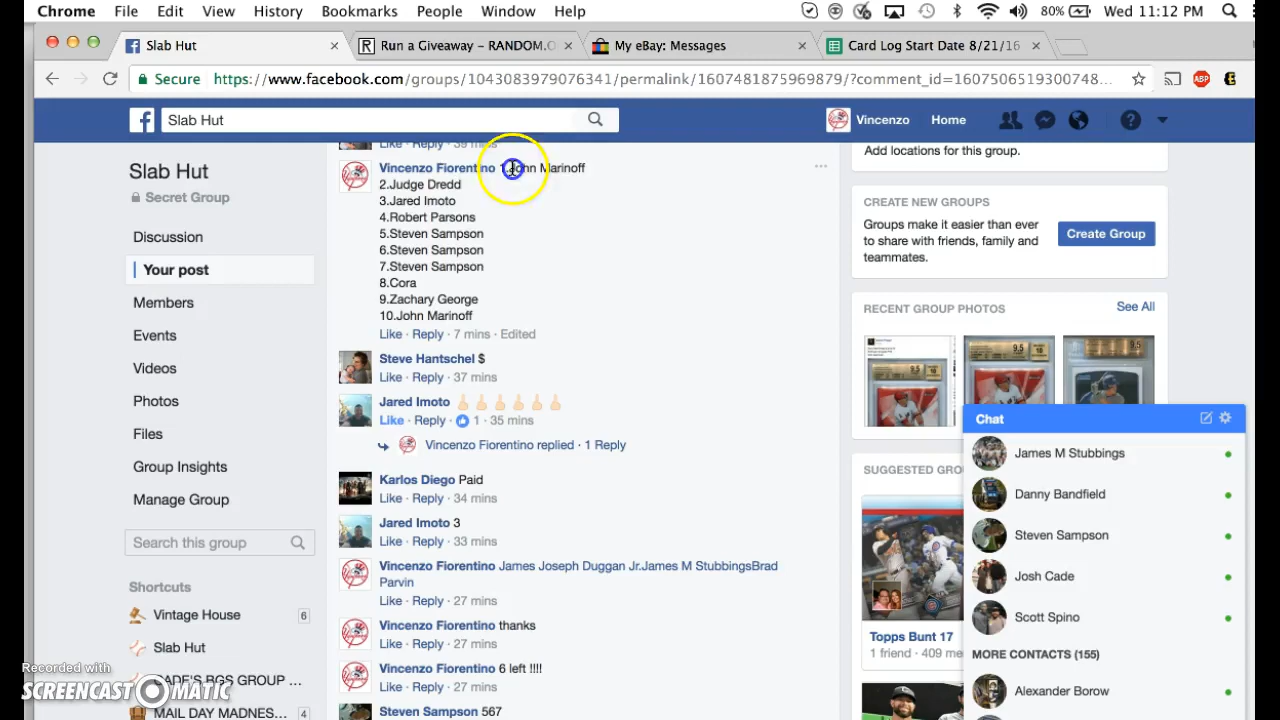 Chrome File Edit View History Bookmarks People Window Help 80% Wed 11:12 PM
Slab Hut Run a Giveaway – RANDOM.O My eBay: Messages Card Log Start Date 8/21/16
Secure https://www.facebook.com/groups/1043083979076341/permalink/1607481875969879/?comment_id=1607506519300748...
Slab Hut Vincenzo Home
Slab Hut
Secret Group
Discussion
Your post
Members
Events
Videos
Photos
Files
Group Insights
Manage Group
Search this group
Shortcuts
Vintage House 6
Slab Hut
MAIL DAY MADNES... 4
Like · Reply · 39 mins
Vincenzo Fiorentino 1.John Marinoff
2.Judge Dredd
3.Jared Imoto
4.Robert Parsons
5.Steven Sampson
6.Steven Sampson
7.Steven Sampson
8.Cora
9.Zachary George
10.John Marinoff
Like · Reply · 7 mins · Edited
Steve Hantschel $
Like · Reply · 37 mins
Jared Imoto
Like · Reply · 1 · 35 mins
Vincenzo Fiorentino replied · 1 Reply
Karlos Diego Paid
Like · Reply · 34 mins
Jared Imoto 3
Like · Reply · 33 mins
Vincenzo Fiorentino James Joseph Duggan Jr.James M StubbingsBrad
Parvin
Like · Reply · 27 mins
Vincenzo Fiorentino thanks
Like · Reply · 27 mins
Vincenzo Fiorentino 6 left !!!!
Like · Reply · 27 mins
Steven Sampson 567
Add locations for this group.
CREATE NEW GROUPS
Groups make it easier than ever
to share with friends, family and
teammates.
Create Group
RECENT GROUP PHOTOS See All
SUGGESTED GRO
Topps Bunt 17
1 friend · 409 me
Chat
James M Stubbings
Danny Bandfield
Steven Sampson
Josh Cade
Scott Spino
MORE CONTACTS (155)
Alexander Borow
Recorded with
SCREENCAST MATIC